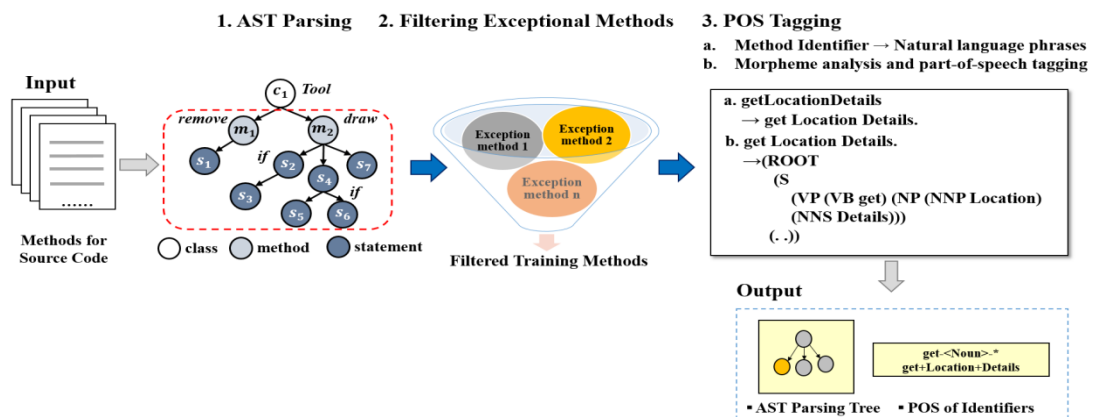 1. AST Parsing
2. Filtering Exceptional Methods
3. POS Tagging
a. Method Identifier → Natural language phrases
b. Morpheme analysis and part-of-speech tagging
Input
......
Methods for
Source Code
c1 Tool
remove m1 m2 draw
s1 if s2 s7
s3 s4 if
s5 s6
class method statement
Exception
method 1
Exception
method 2
Exception
method n
Filtered Training Methods
a. getLocationDetails
→ get Location Details.
b. get Location Details.
→(ROOT
(S
(VP (VB get) (NP (NNP Location)
(NNS Details)))
(. .))
Output
get-<Noun>-*
get+Location+Details
▪ AST Parsing Tree
▪ POS of Identifiers